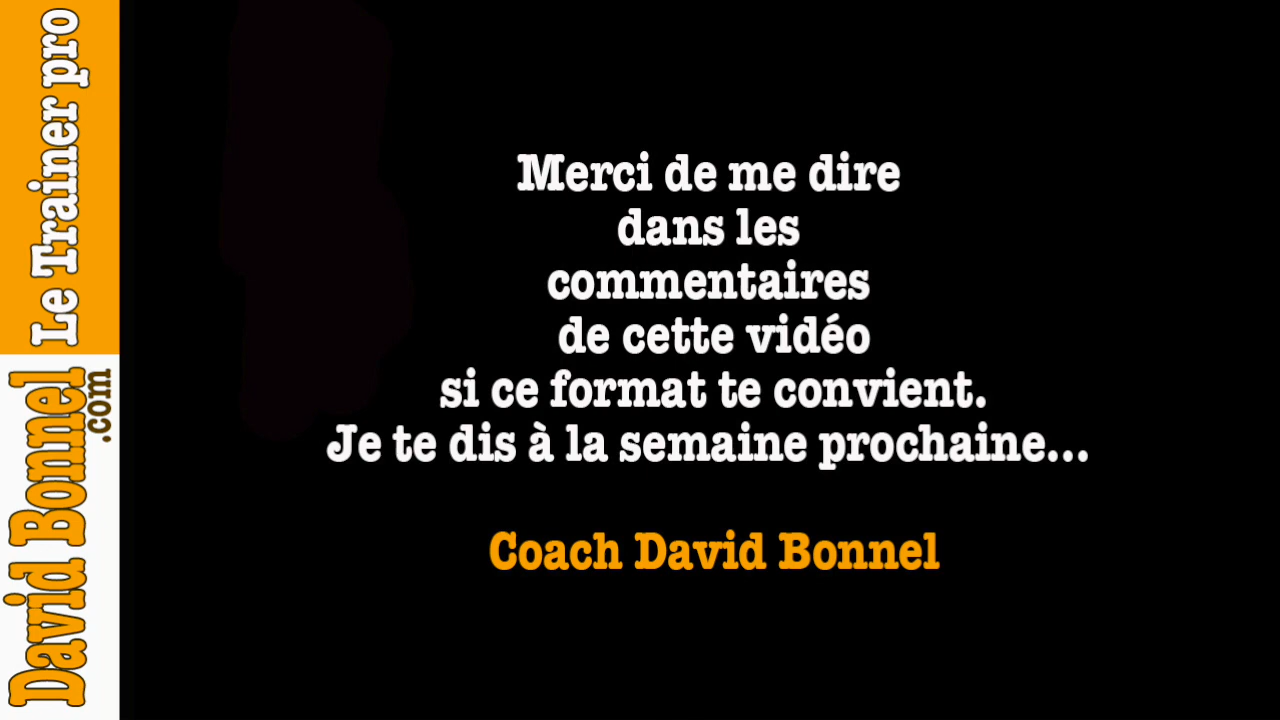 Le Trainer pro
David Bonnel
.com
Merci de me dire
dans les
commentaires
de cette vidéo
si ce format te convient.
Je te dis à la semaine prochaine...
Coach David Bonnel